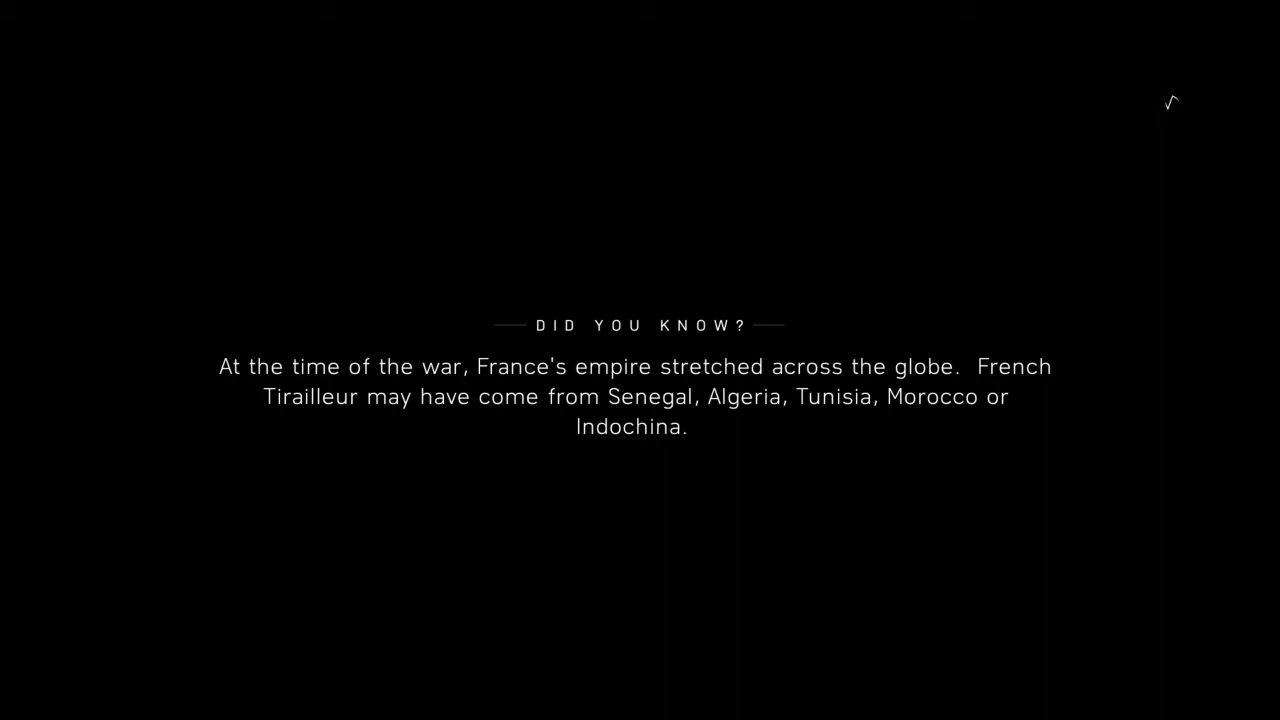 DID YOU KNOW?
At the time of the war, France's empire stretched across the globe.  French
Tirailleur may have come from Senegal, Algeria, Tunisia, Morocco or
Indochina.